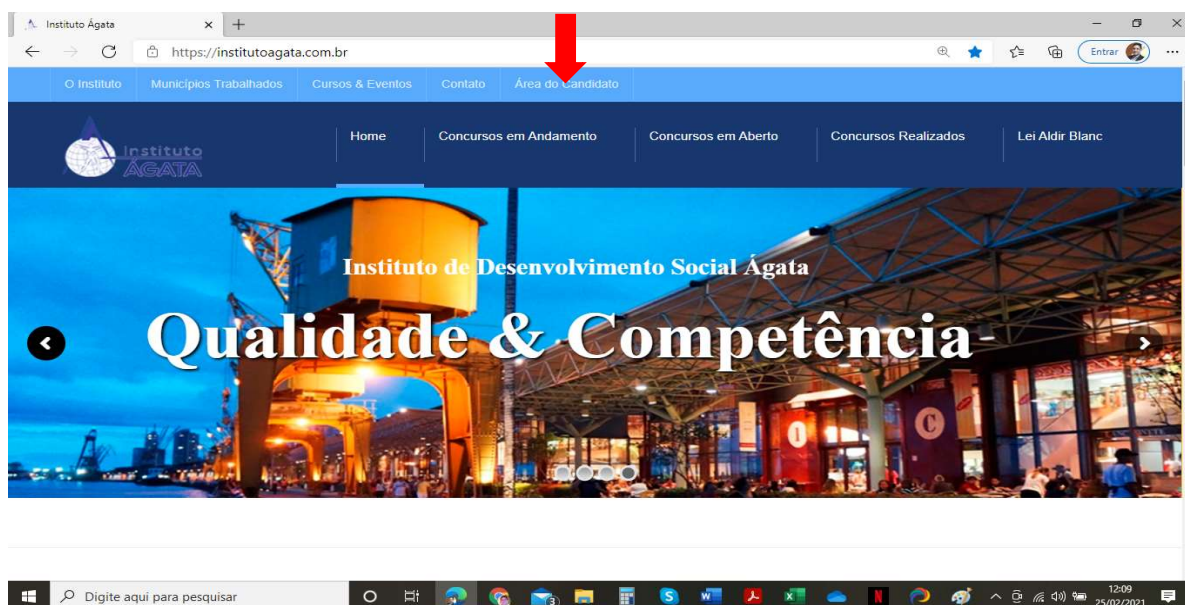 Instituto Ágata
https://institutoagata.com.br
Entrar
O Instituto Municípios Trabalhados Cursos & Eventos Contato Área do Candidato
Instituto
ÁGATA
Home Concursos em Andamento Concursos em Aberto Concursos Realizados Lei Aldir Blanc
Instituto de Desenvolvimento Social Ágata
Qualidade & Competência
Digite aqui para pesquisar
12:09
25/02/2021